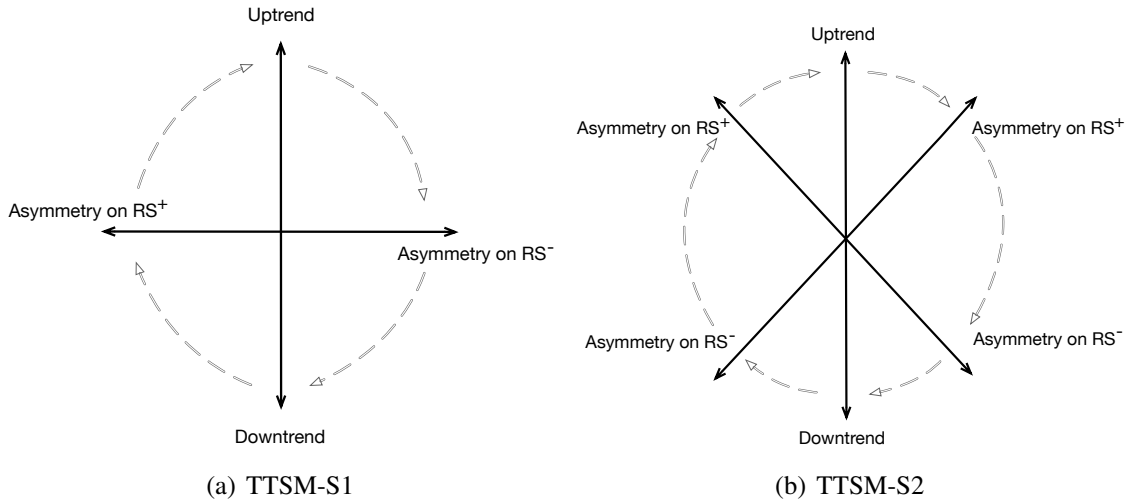 Uptrend
Asymmetry on RS⁺
Asymmetry on RS⁻
Downtrend
(a) TTSM-S1
Uptrend
Asymmetry on RS⁺
Asymmetry on RS⁺
Asymmetry on RS⁻
Asymmetry on RS⁻
Downtrend
(b) TTSM-S2